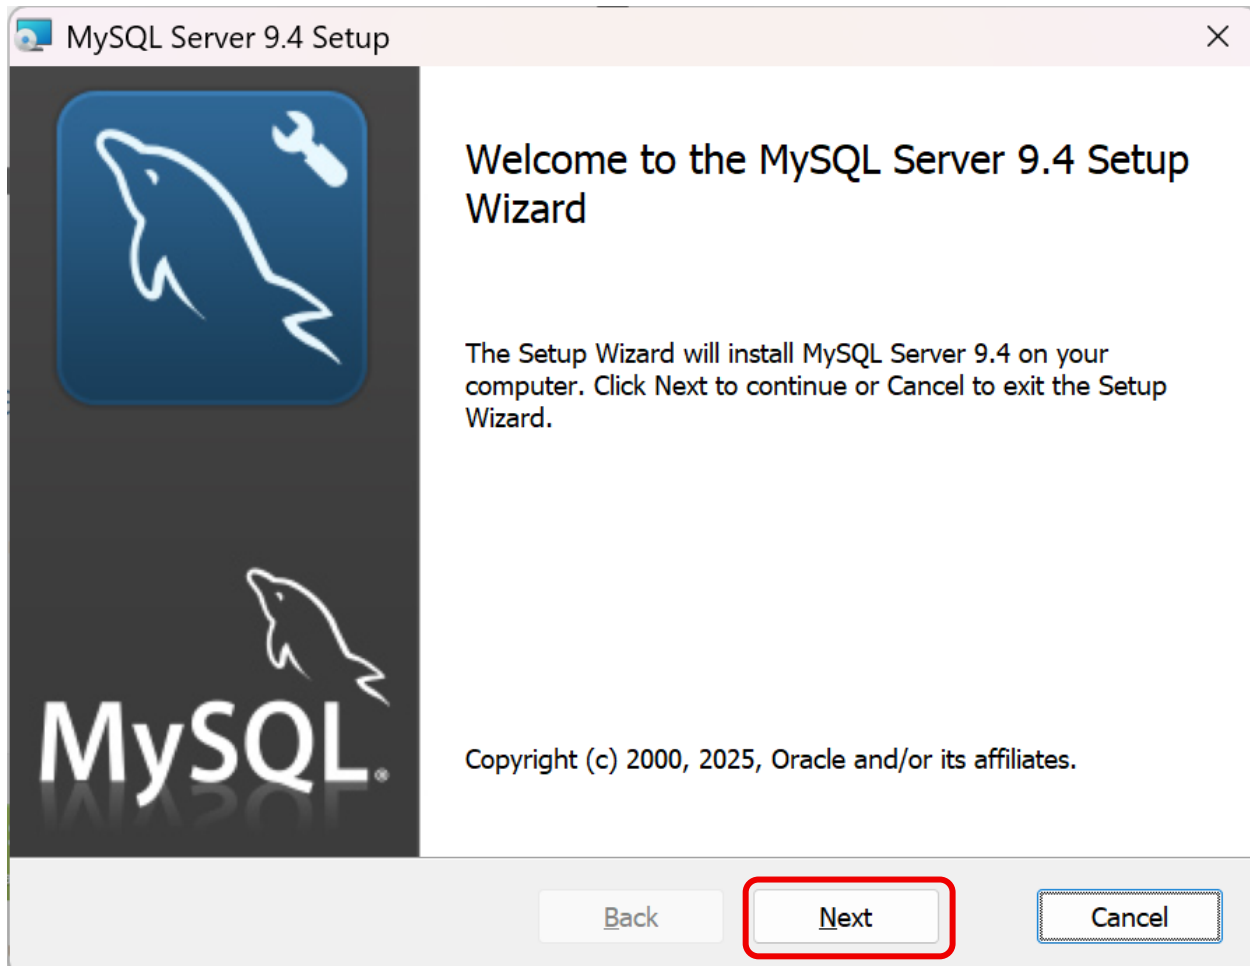 MySQL Server 9.4 Setup
Welcome to the MySQL Server 9.4 Setup
Wizard
The Setup Wizard will install MySQL Server 9.4 on your
computer. Click Next to continue or Cancel to exit the Setup
Wizard.
MySQL®
Copyright (c) 2000, 2025, Oracle and/or its affiliates.
Back Next Cancel